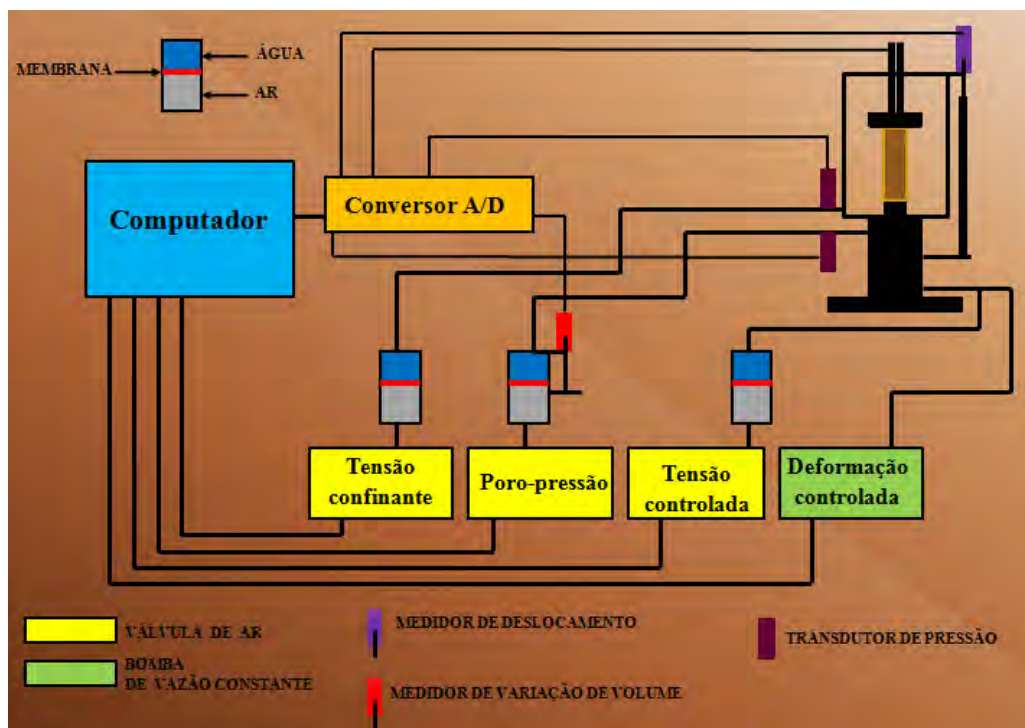 ÁGUA
MEMBRANA
AR
Computador
Conversor A/D
Tensão
confinante
Poro-pressão
Tensão
controlada
Deformação
controlada
VÁLVULA DE AR
BOMBA
DE VAZÃO CONSTANTE
MEDIDOR DE DESLOCAMENTO
MEDIDOR DE VARIAÇÃO DE VOLUME
TRANSDUTOR DE PRESSÃO